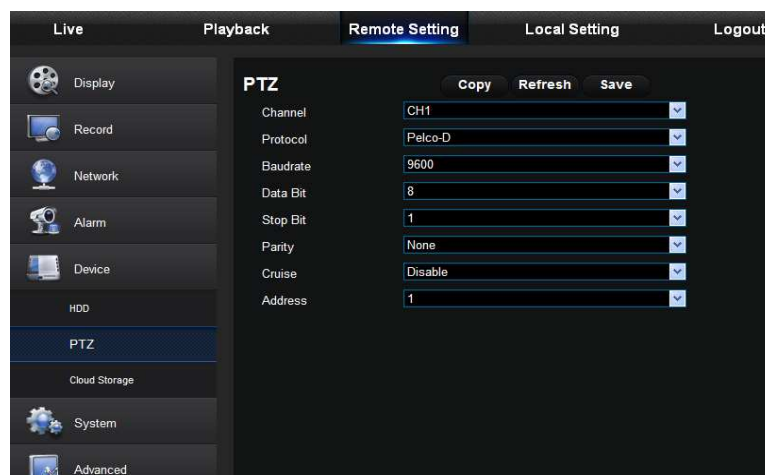 Live Playback Remote Setting Local Setting Logout
Display
Record
Network
Alarm
Device
HDD
PTZ
Cloud Storage
System
Advanced
PTZ Copy Refresh Save
Channel CH1
Protocol Pelco-D
Baudrate 9600
Data Bit 8
Stop Bit 1
Parity None
Cruise Disable
Address 1